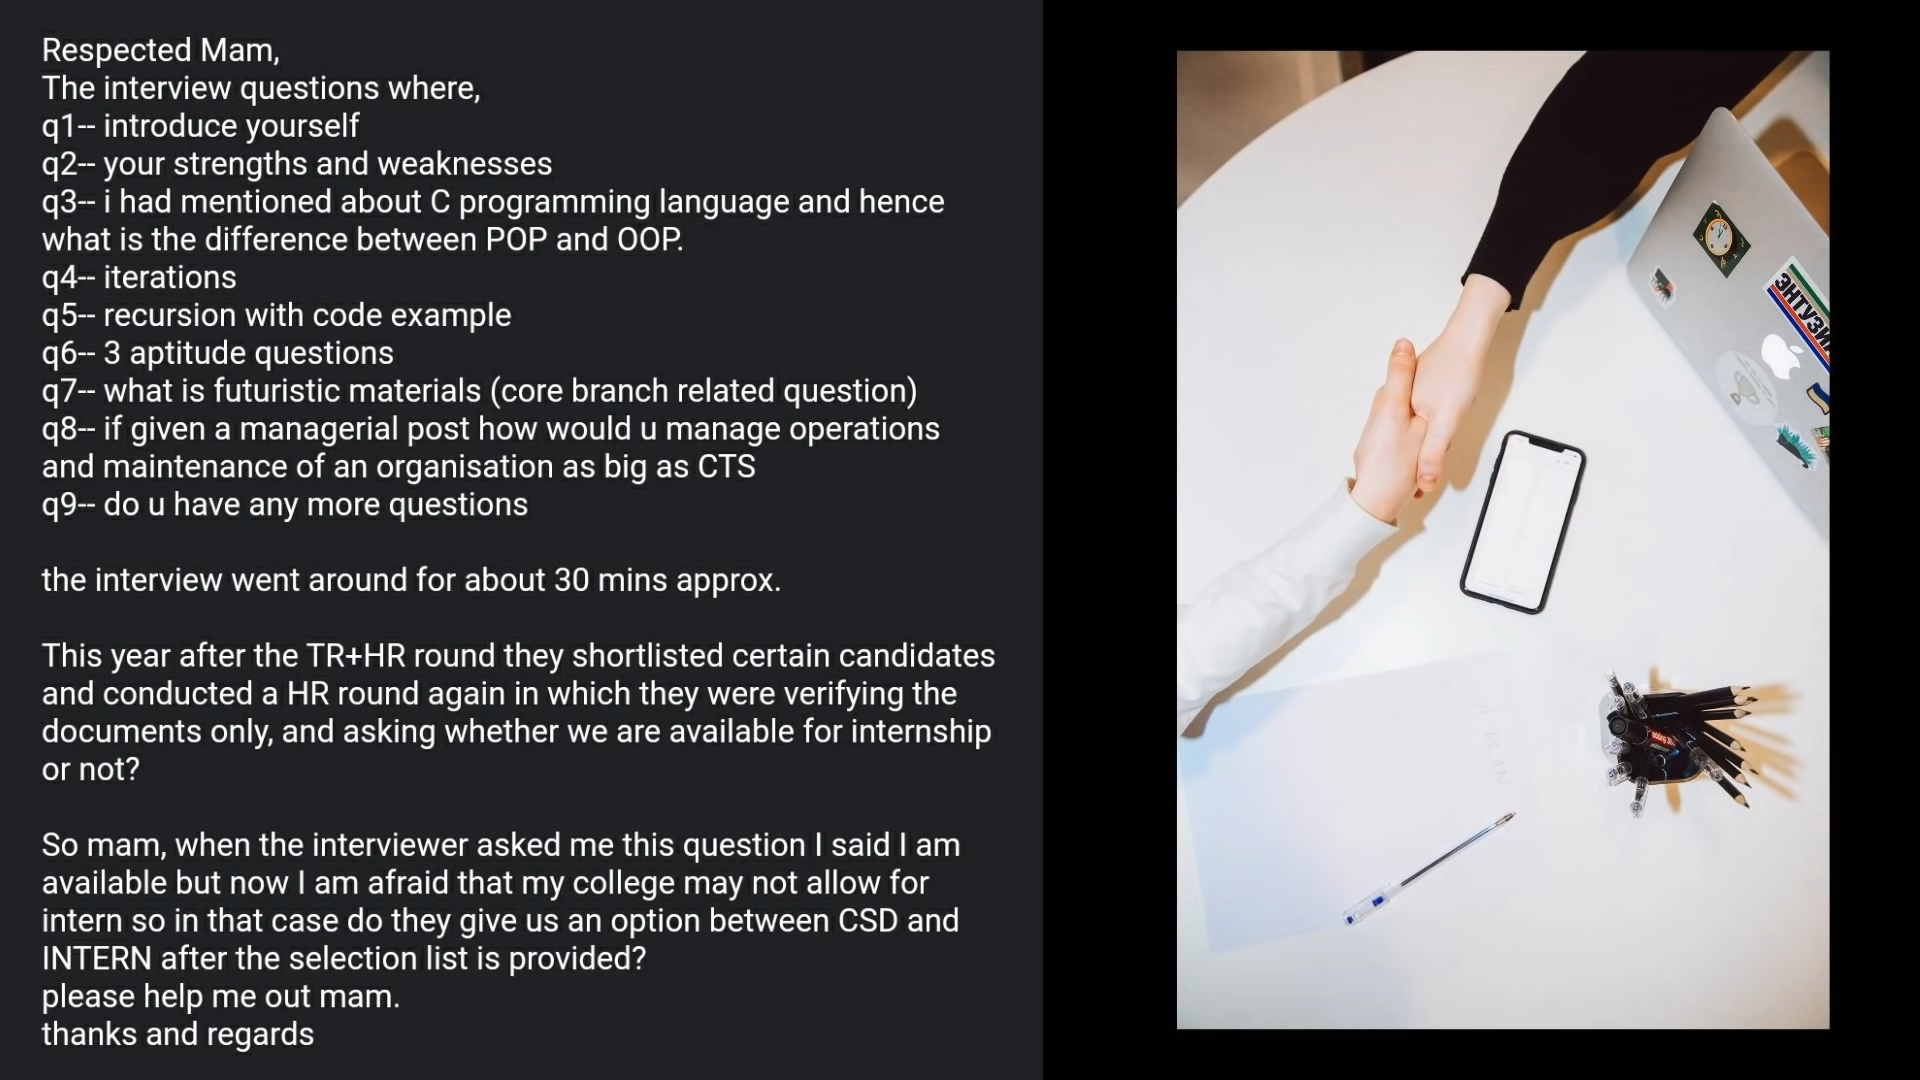 Respected Mam,
The interview questions where,
q1-- introduce yourself
q2-- your strengths and weaknesses
q3-- i had mentioned about C programming language and hence
what is the difference between POP and OOP.
q4-- iterations
q5-- recursion with code example
q6-- 3 aptitude questions
q7-- what is futuristic materials (core branch related question)
q8-- if given a managerial post how would u manage operations
and maintenance of an organisation as big as CTS
q9-- do u have any more questions
the interview went around for about 30 mins approx.
This year after the TR+HR round they shortlisted certain candidates
and conducted a HR round again in which they were verifying the
documents only, and asking whether we are available for internship
or not?
So mam, when the interviewer asked me this question I said I am
available but now I am afraid that my college may not allow for
intern so in that case do they give us an option between CSD and
INTERN after the selection list is provided?
please help me out mam.
thanks and regards
A PLAN